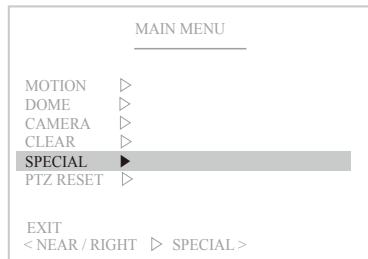 MAIN MENU
MOTION ▷
DOME ▷
CAMERA ▷
CLEAR ▷
SPECIAL ▶
PTZ RESET ▷
EXIT
< NEAR / RIGHT ▷ SPECIAL >